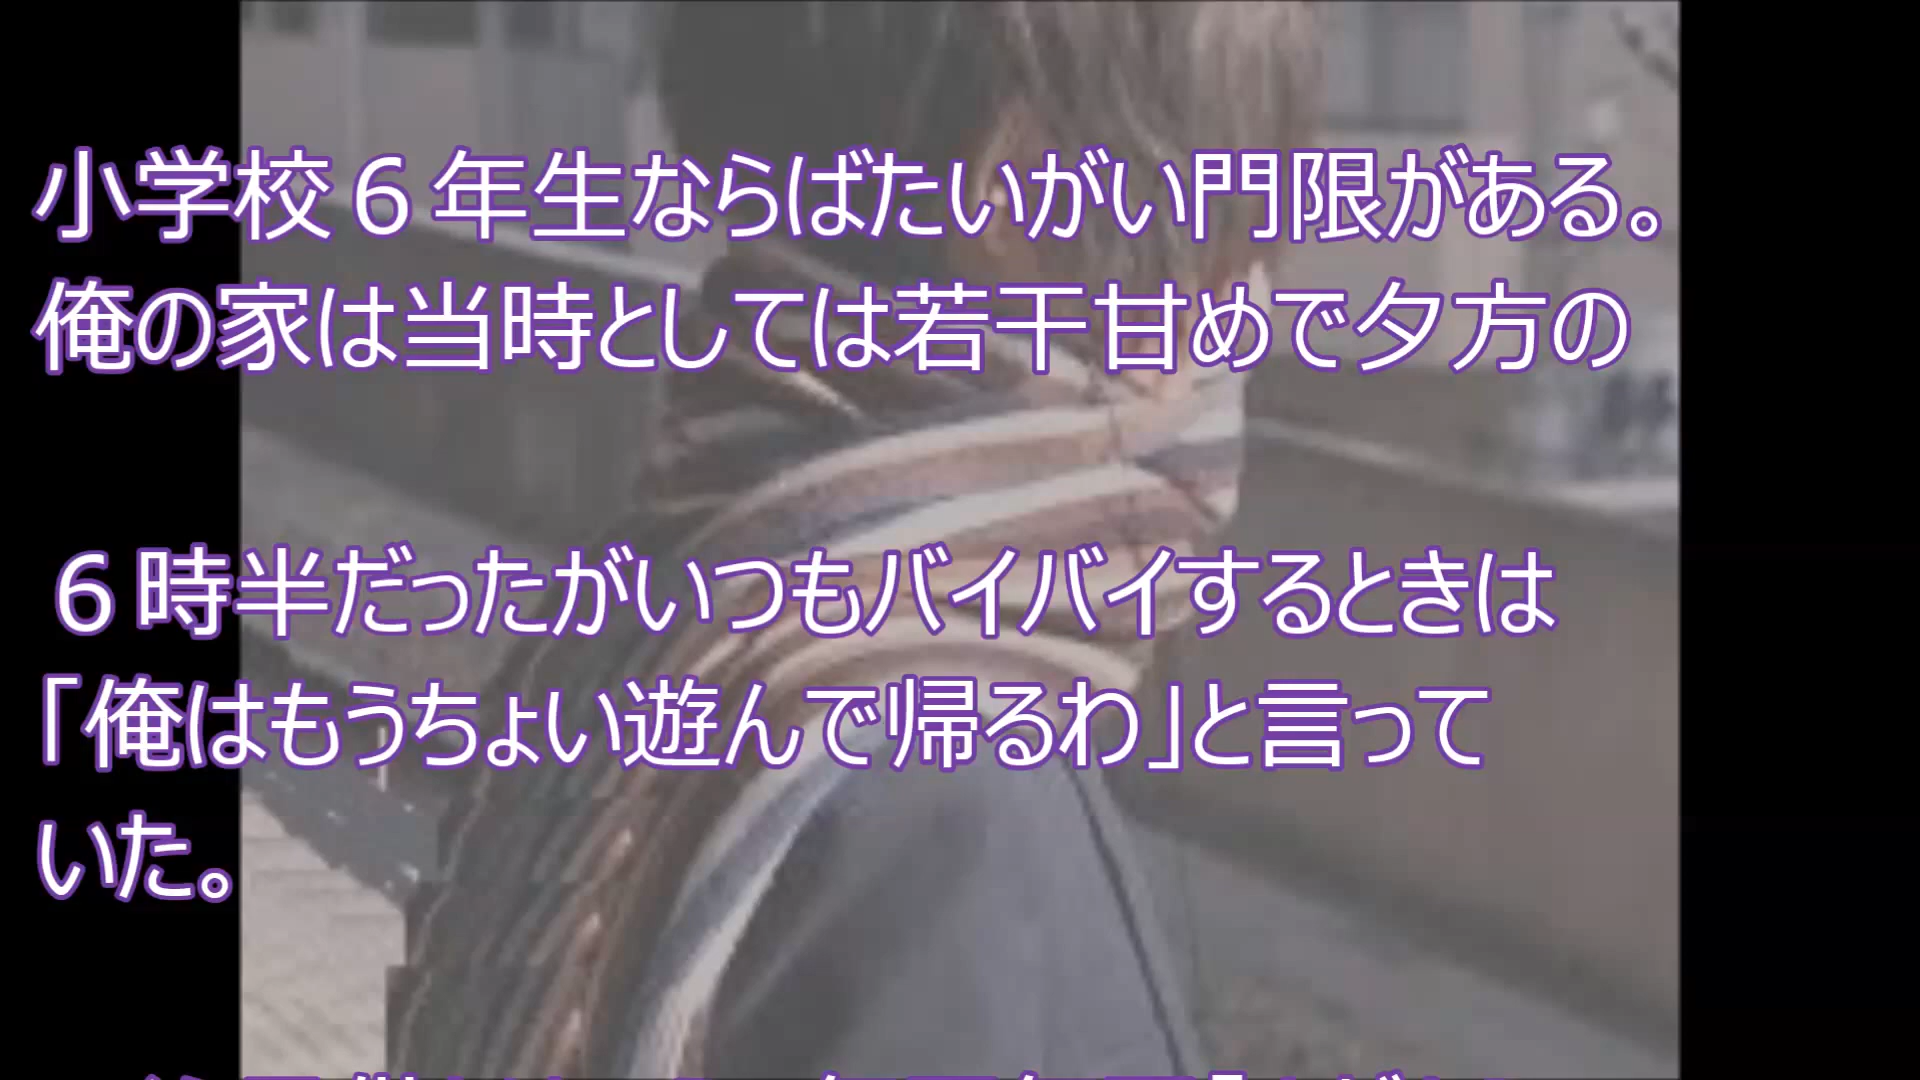 小学校６年生ならばたいがい門限がある。
俺の家は当時としては若干甘めで夕方の
６時半だったがいつもバイバイするときは
「俺はもうちょい遊んで帰るわ」と言って
いた。